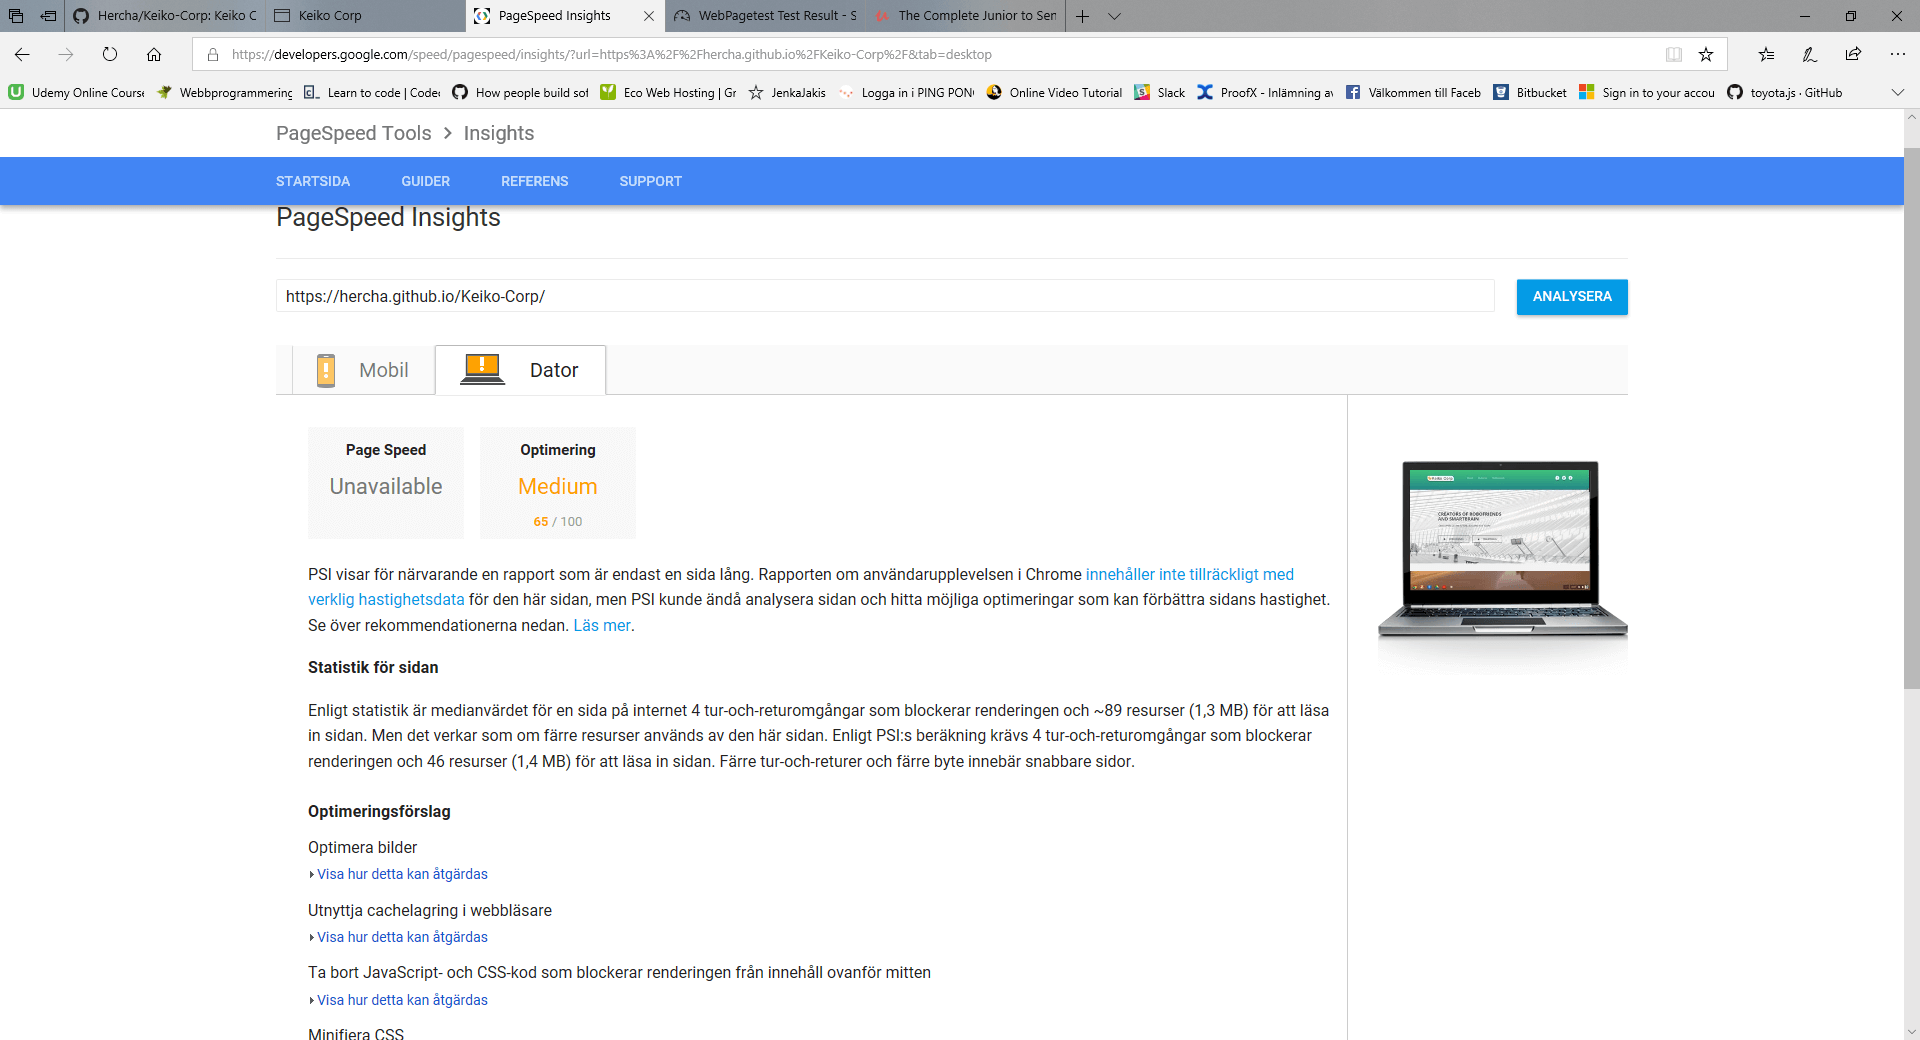 Hercha/Keiko-Corp: Keiko C
Keiko Corp
PageSpeed Insights
WebPagetest Test Result - S
The Complete Junior to Sen
https://developers.google.com/speed/pagespeed/insights/?url=https%3A%2F%2Fhercha.github.io%2FKeiko-Corp%2F&tab=desktop
Udemy Online Course
Webbprogrammering
Learn to code | Codec
How people build sof
Eco Web Hosting | Gr
JenkaJakis
Logga in i PING PONG
Online Video Tutorial
Slack
ProofX - Inlämning av
Välkommen till Faceb
Bitbucket
Sign in to your accou
toyota.js · GitHub
PageSpeed Tools > Insights
STARTSIDA
GUIDER
REFERENS
SUPPORT
PageSpeed Insights
https://hercha.github.io/Keiko-Corp/
ANALYSERA
Mobil
Dator
Page Speed
Unavailable
Optimering
Medium
65 / 100
Keiko Corp
CREATORS OF ROBOFRIENDS
AND SMARTBRAIN
PSI visar för närvarande en rapport som är endast en sida lång. Rapporten om användarupplevelsen i Chrome innehåller inte tillräckligt med
verklig hastighetsdata för den här sidan, men PSI kunde ändå analysera sidan och hitta möjliga optimeringar som kan förbättra sidans hastighet.
Se över rekommendationerna nedan. Läs mer.
Statistik för sidan
Enligt statistik är medianvärdet för en sida på internet 4 tur-och-returomgångar som blockerar renderingen och ~89 resurser (1,3 MB) för att läsa
in sidan. Men det verkar som om färre resurser används av den här sidan. Enligt PSI:s beräkning krävs 4 tur-och-returomgångar som blockerar
renderingen och 46 resurser (1,4 MB) för att läsa in sidan. Färre tur-och-returer och färre byte innebär snabbare sidor.
Optimeringsförslag
Optimera bilder
Visa hur detta kan åtgärdas
Utnyttja cachelagring i webbläsare
Visa hur detta kan åtgärdas
Ta bort JavaScript- och CSS-kod som blockerar renderingen från innehåll ovanför mitten
Visa hur detta kan åtgärdas
Minifiera CSS